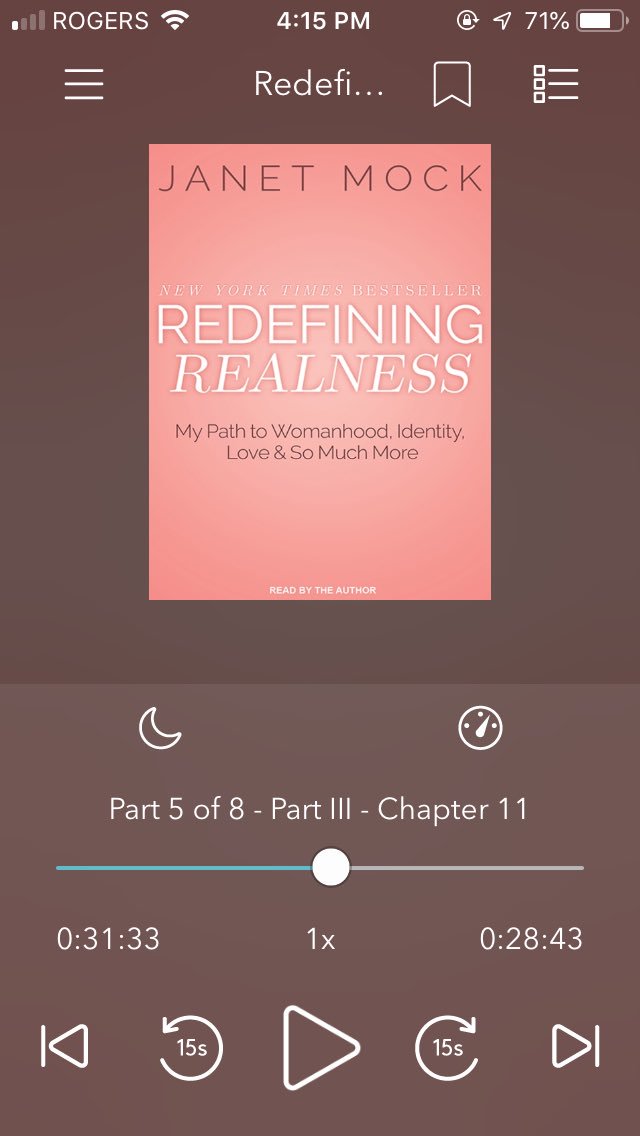 ROGERS 4:15 PM 71%
Redefi...
JANET MOCK
NEW YORK TIMES BESTSELLER
REDEFINING
REALNESS
My Path to Womanhood, Identity,
Love & So Much More
READ BY THE AUTHOR
Part 5 of 8 - Part III - Chapter 11
0:31:33 1x 0:28:43
15s 15s